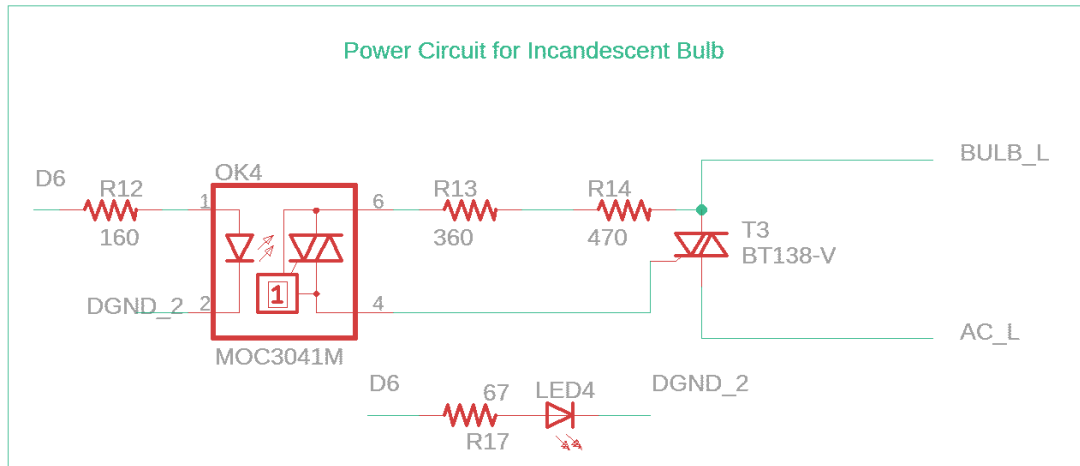 Power Circuit for Incandescent Bulb
BULB_L
OK4
D6
R12
R13
R14
1
6
160
360
470
T3
BT138-V
1
DGND_2
2
4
AC_L
MOC3041M
D6
67
LED4
DGND_2
R17